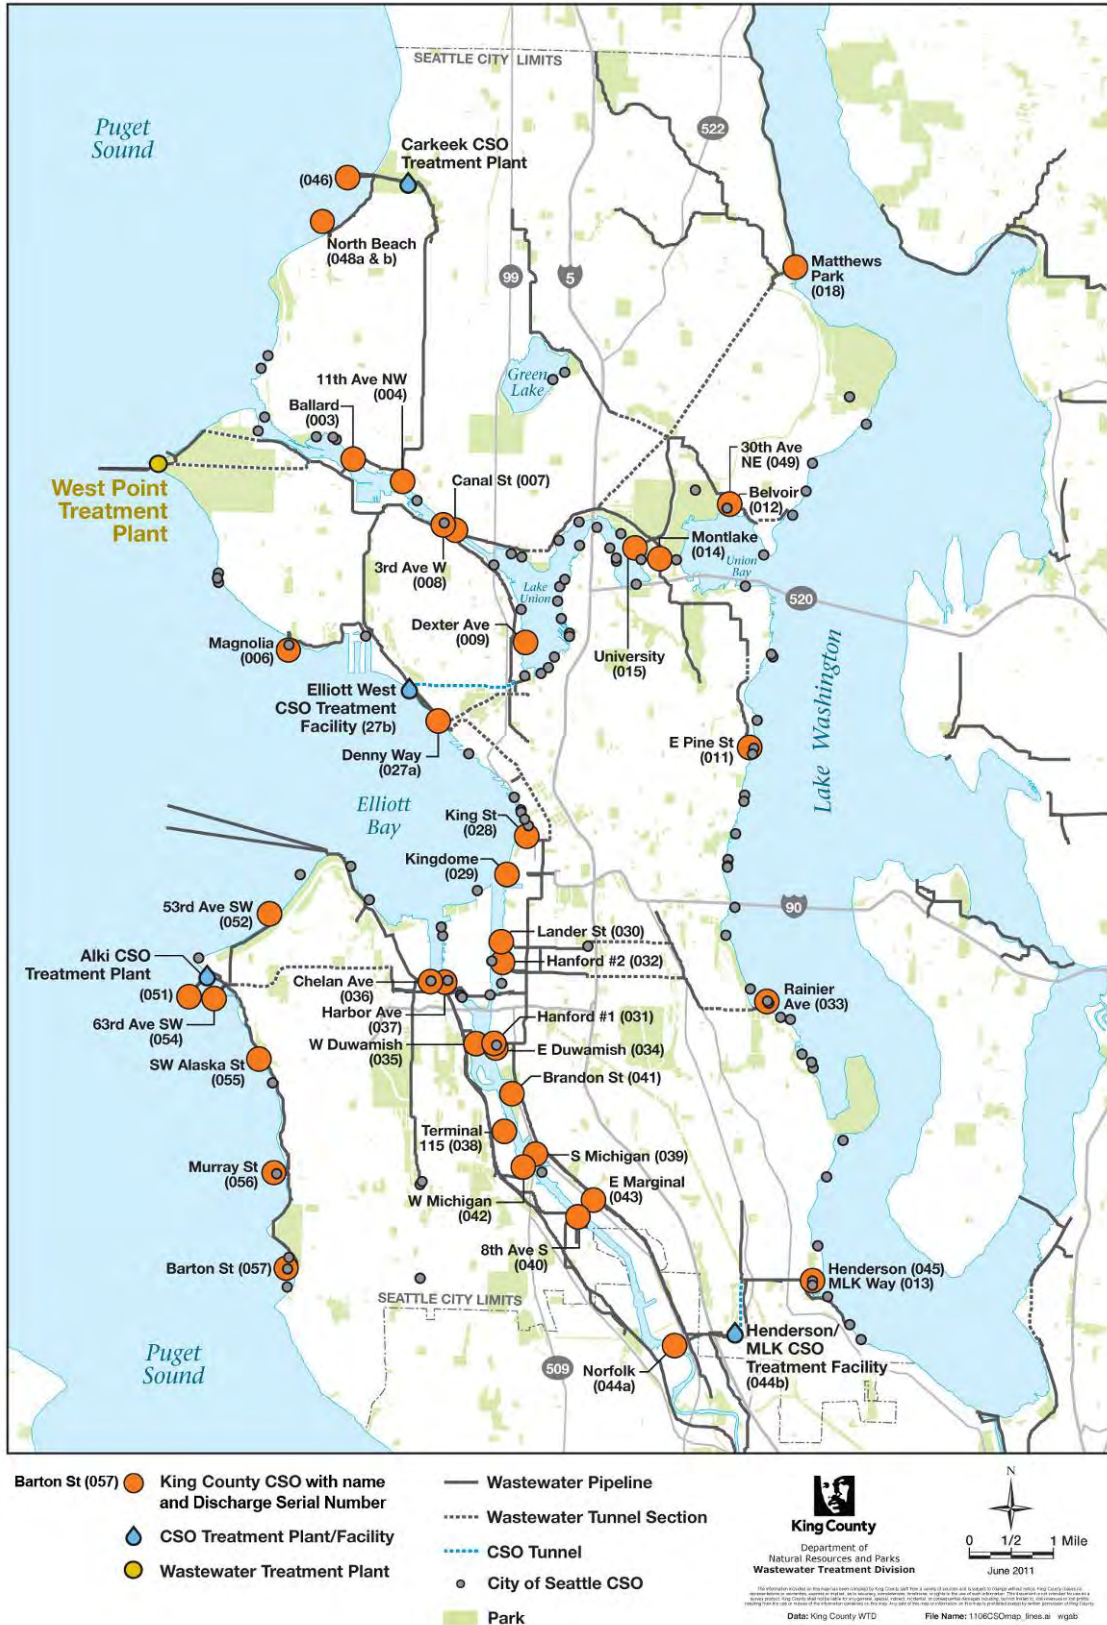 SEATTLE CITY LIMITS
Puget
Sound
522
Carkeek CSO
Treatment Plant
(046)
North Beach
(048a & b)
99
5
Matthews
Park
(018)
Green
Lake
11th Ave NW
(004)
Ballard
(003)
30th Ave
NE (049)
Belvoir
(012)
West Point
Treatment
Plant
Canal St (007)
3rd Ave W
(008)
Montlake
(014)
Union
Bay
Lake
Union
520
Dexter Ave
(009)
Magnolia
(006)
University
(015)
Elliott West
CSO Treatment
Facility (27b)
Denny Way
(027a)
E Pine St
(011)
Lake Washington
Elliott
Bay
King St
(028)
Kingdome
(029)
90
53rd Ave SW
(052)
Lander St (030)
Hanford #2 (032)
Alki CSO
Treatment Plant
(051)
63rd Ave SW
(054)
Chelan Ave
(036)
Harbor Ave
(037)
Rainier
Ave (033)
Hanford #1 (031)
W Duwamish
(035)
E Duwamish (034)
SW Alaska St
(055)
Brandon St (041)
Terminal
115 (038)
S Michigan (039)
Murray St
(056)
W Michigan
(042)
E Marginal
(043)
8th Ave S
(040)
Barton St (057)
Henderson (045)
MLK Way (013)
SEATTLE CITY LIMITS
Puget
Sound
509
Norfolk
(044a)
Henderson/
MLK CSO
Treatment Facility
(044b)
Barton St (057)
King County CSO with name
and Discharge Serial Number
CSO Treatment Plant/Facility
Wastewater Treatment Plant
Wastewater Pipeline
Wastewater Tunnel Section
CSO Tunnel
City of Seattle CSO
Park
King County
Department of
Natural Resources and Parks
Wastewater Treatment Division
N
0 1/2 1 Mile
June 2011
Data: King County WTD
File Name: 1106CSOmap_lines.ai wgab